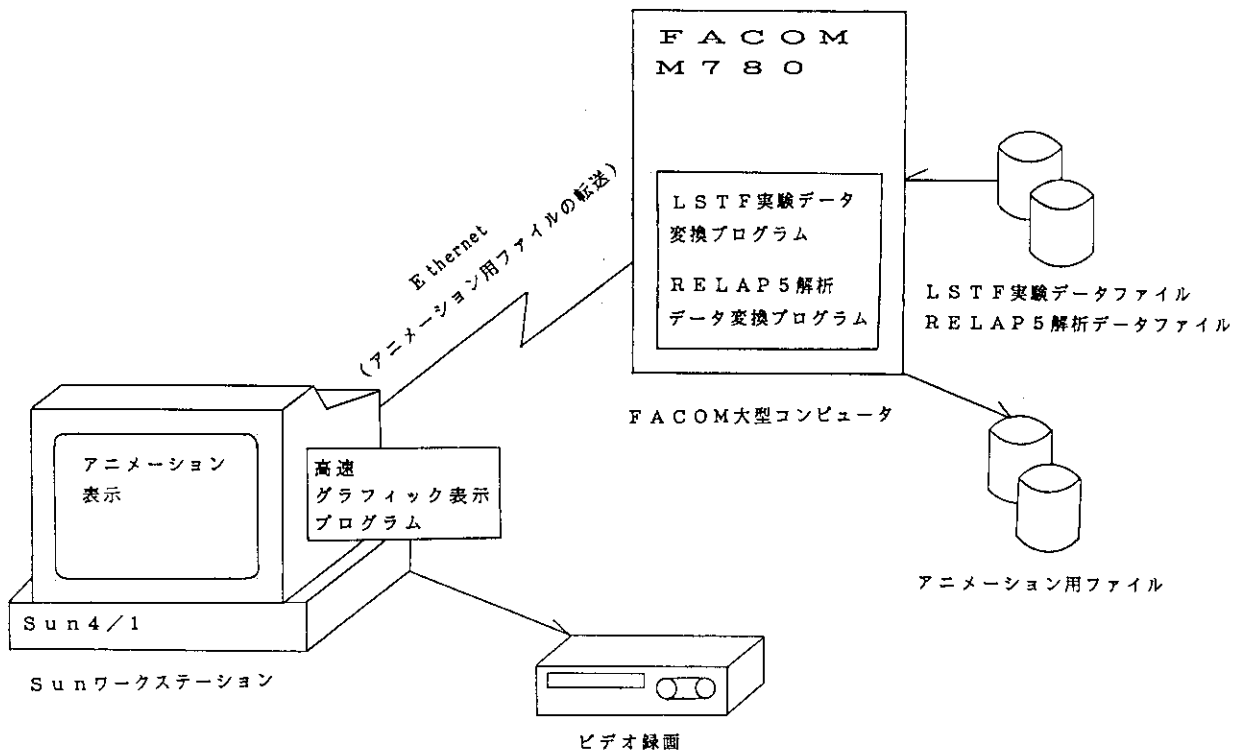 FACOM
M780
LSTF実験データ
変換プログラム
RELAP5解析
データ変換プログラム
LSTF実験データファイル
RELAP5解析データファイル
FACOM大型コンピュータ
アニメーション用ファイル
Ethernet
(アニメーション用ファイルの転送)
アニメーション
表示
高速
グラフィック表示
プログラム
Sun4/1
Sunワークステーション
ビデオ録画